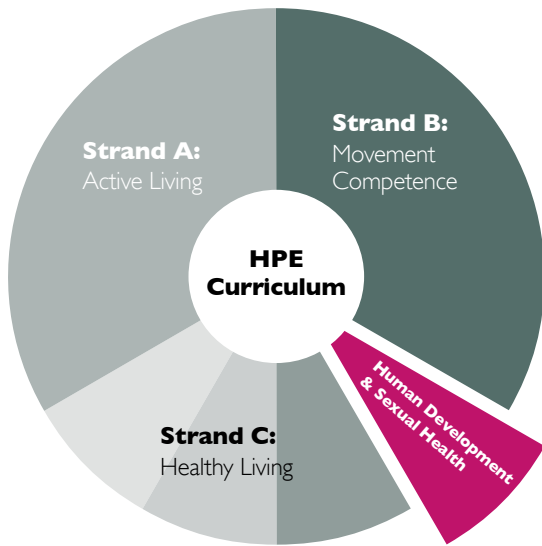 Strand A:
Active Living
Strand B:
Movement
Competence
HPE
Curriculum
Human Development
& Sexual Health
Strand C:
Healthy Living